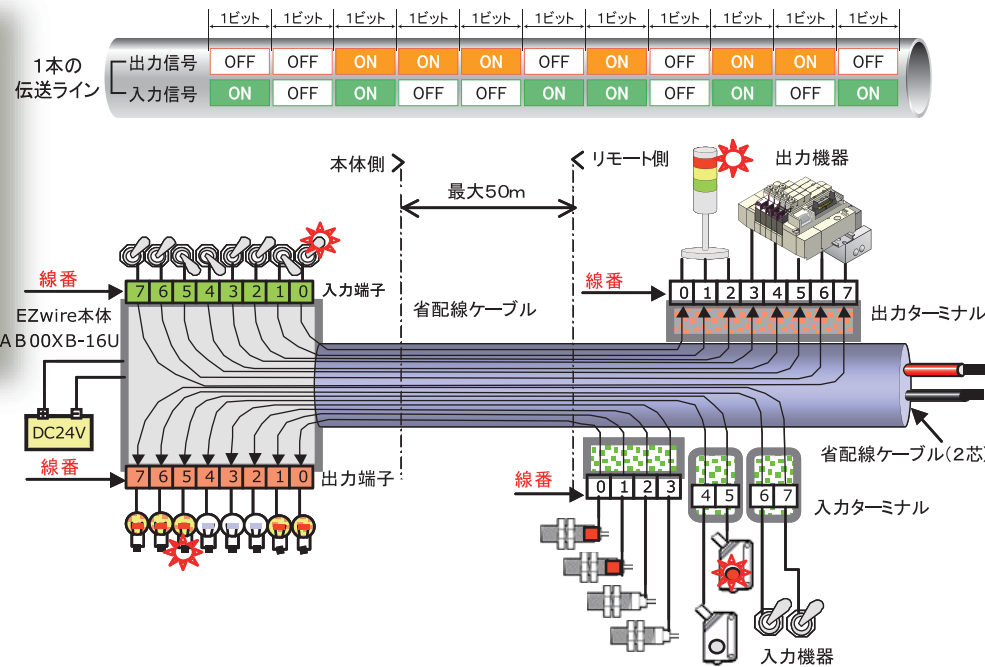 1ビット 1ビット 1ビット 1ビット 1ビット 1ビット 1ビット 1ビット 1ビット 1ビット 1ビット
1本の
伝送ライン
出力信号 OFF OFF ON ON ON OFF ON OFF ON ON OFF
入力信号 ON OFF ON OFF OFF ON ON OFF ON OFF ON
本体側
リモート側
出力機器
最大50m
線番
7 6 5 4 3 2 1 0
入力端子
線番
0 1 2 3 4 5 6 7
出力ターミナル
EZwire本体
AB00XB-16U
省配線ケーブル
DC24V
線番
7 6 5 4 3 2 1 0
出力端子
線番
0 1 2 3
4 5
6 7
省配線ケーブル(2芯)
入力ターミナル
入力機器